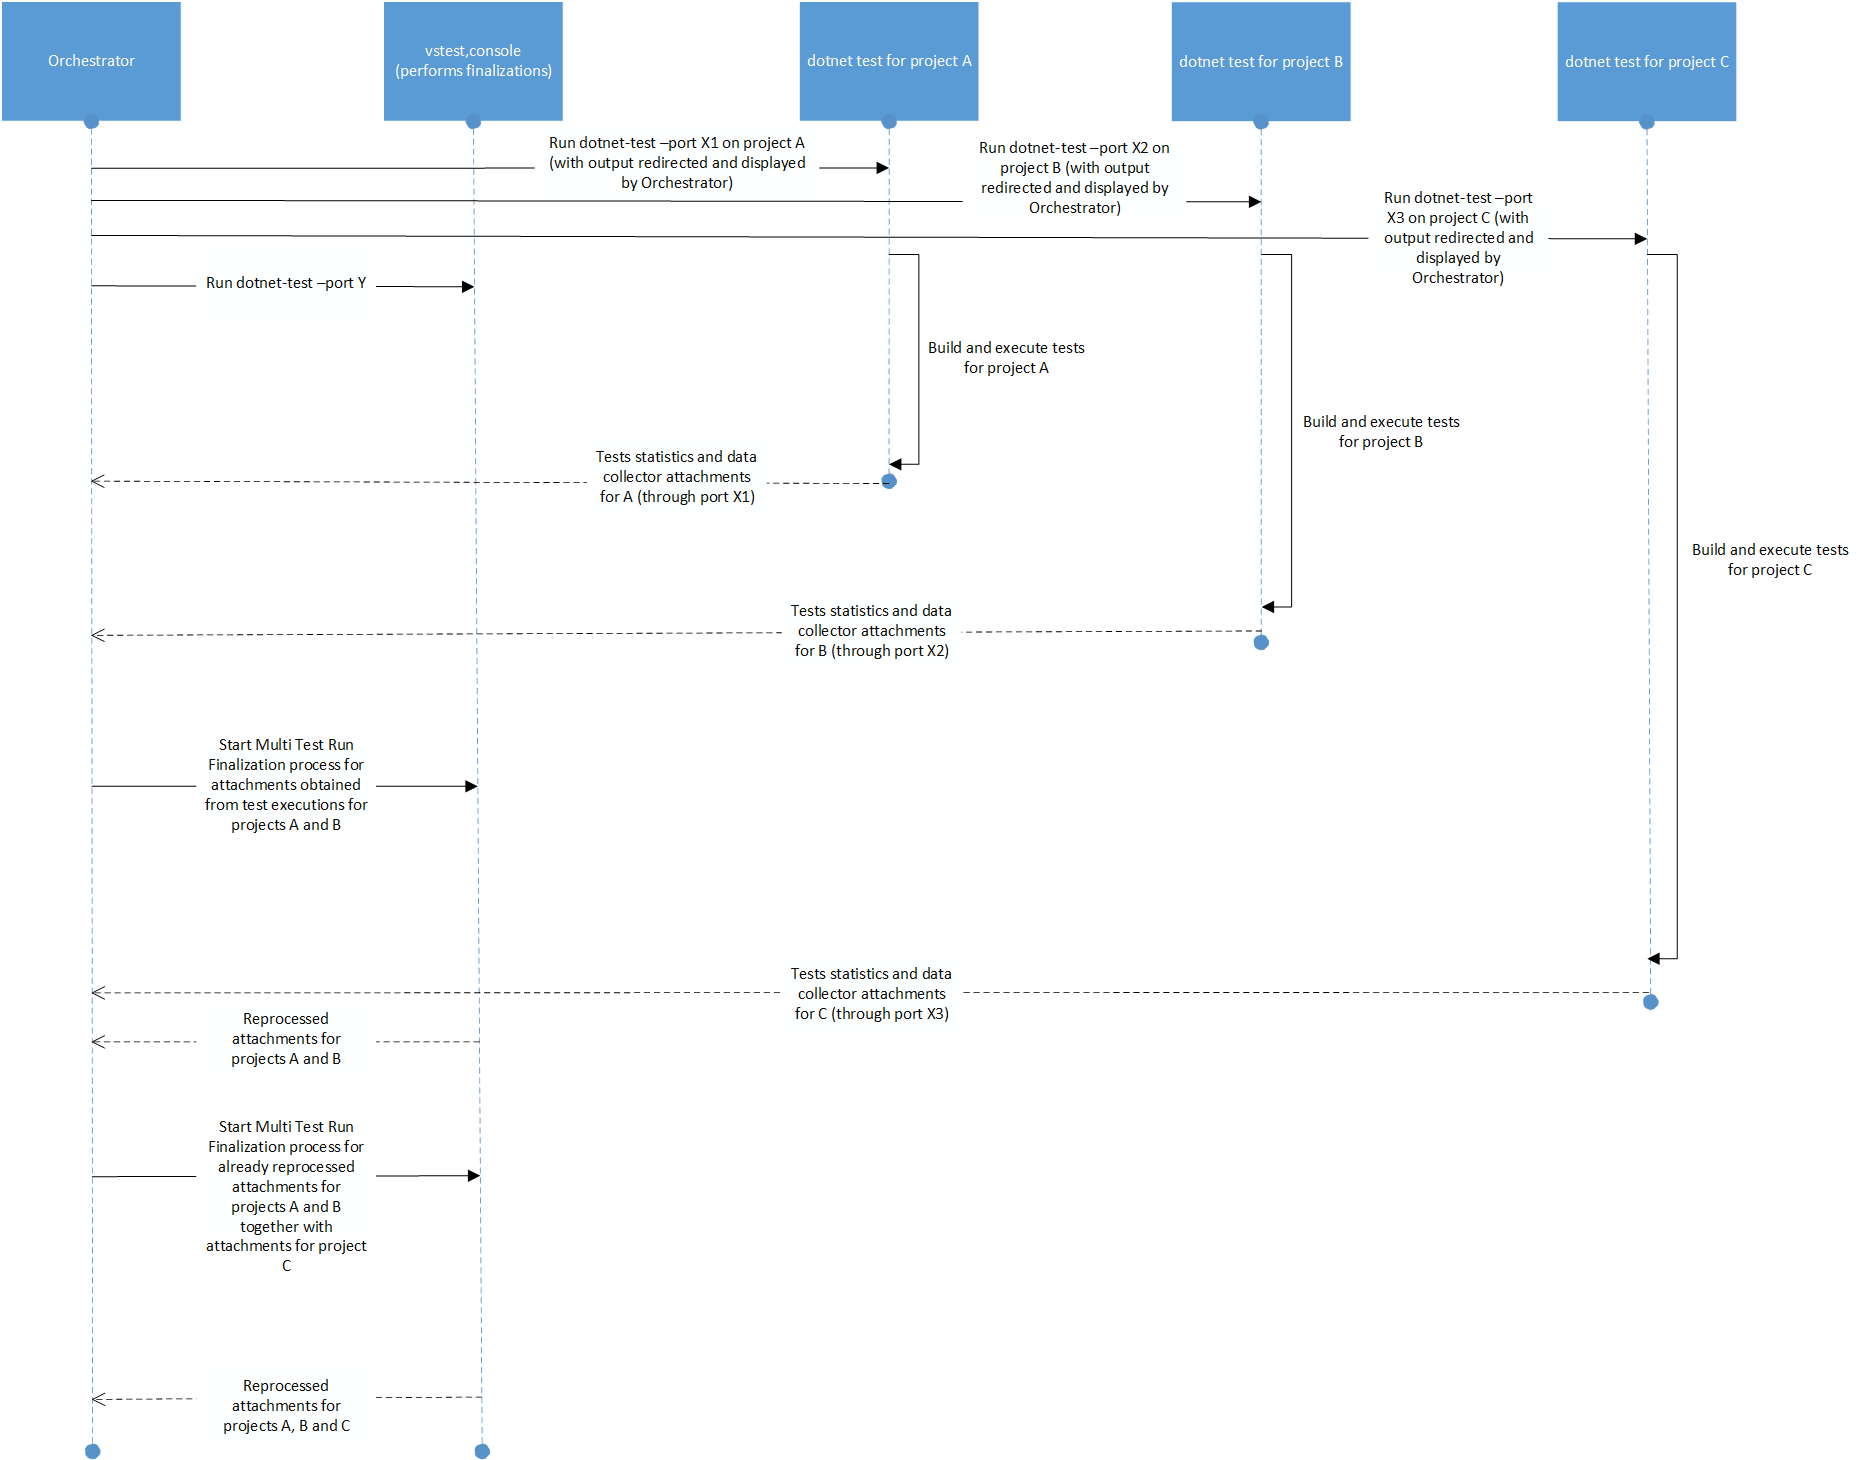 Orchestrator
vstest,console
(performs finalizations)
dotnet test for project A
dotnet test for project B
dotnet test for project C
Run dotnet-test –port X1 on project A
(with output redirected and displayed
by Orchestrator)
Run dotnet-test –port X2 on
project B (with output
redirected and displayed by
Orchestrator)
Run dotnet-test –port
X3 on project C (with
output redirected and
displayed by
Orchestrator)
Run dotnet-test –port Y
Build and execute tests
for project A
Build and execute tests
for project B
Tests statistics and data
collector attachments
for A (through port X1)
Build and execute tests
for project C
Tests statistics and data
collector attachments
for B (through port X2)
Start Multi Test Run
Finalization process for
attachments obtained
from test executions for
projects A and B
Tests statistics and data
collector attachments
for C (through port X3)
Reprocessed
attachments for
projects A and B
Start Multi Test Run
Finalization process for
already reprocessed
attachments for
projects A and B
together with
attachments for project
C
Reprocessed
attachments for
projects A, B and C